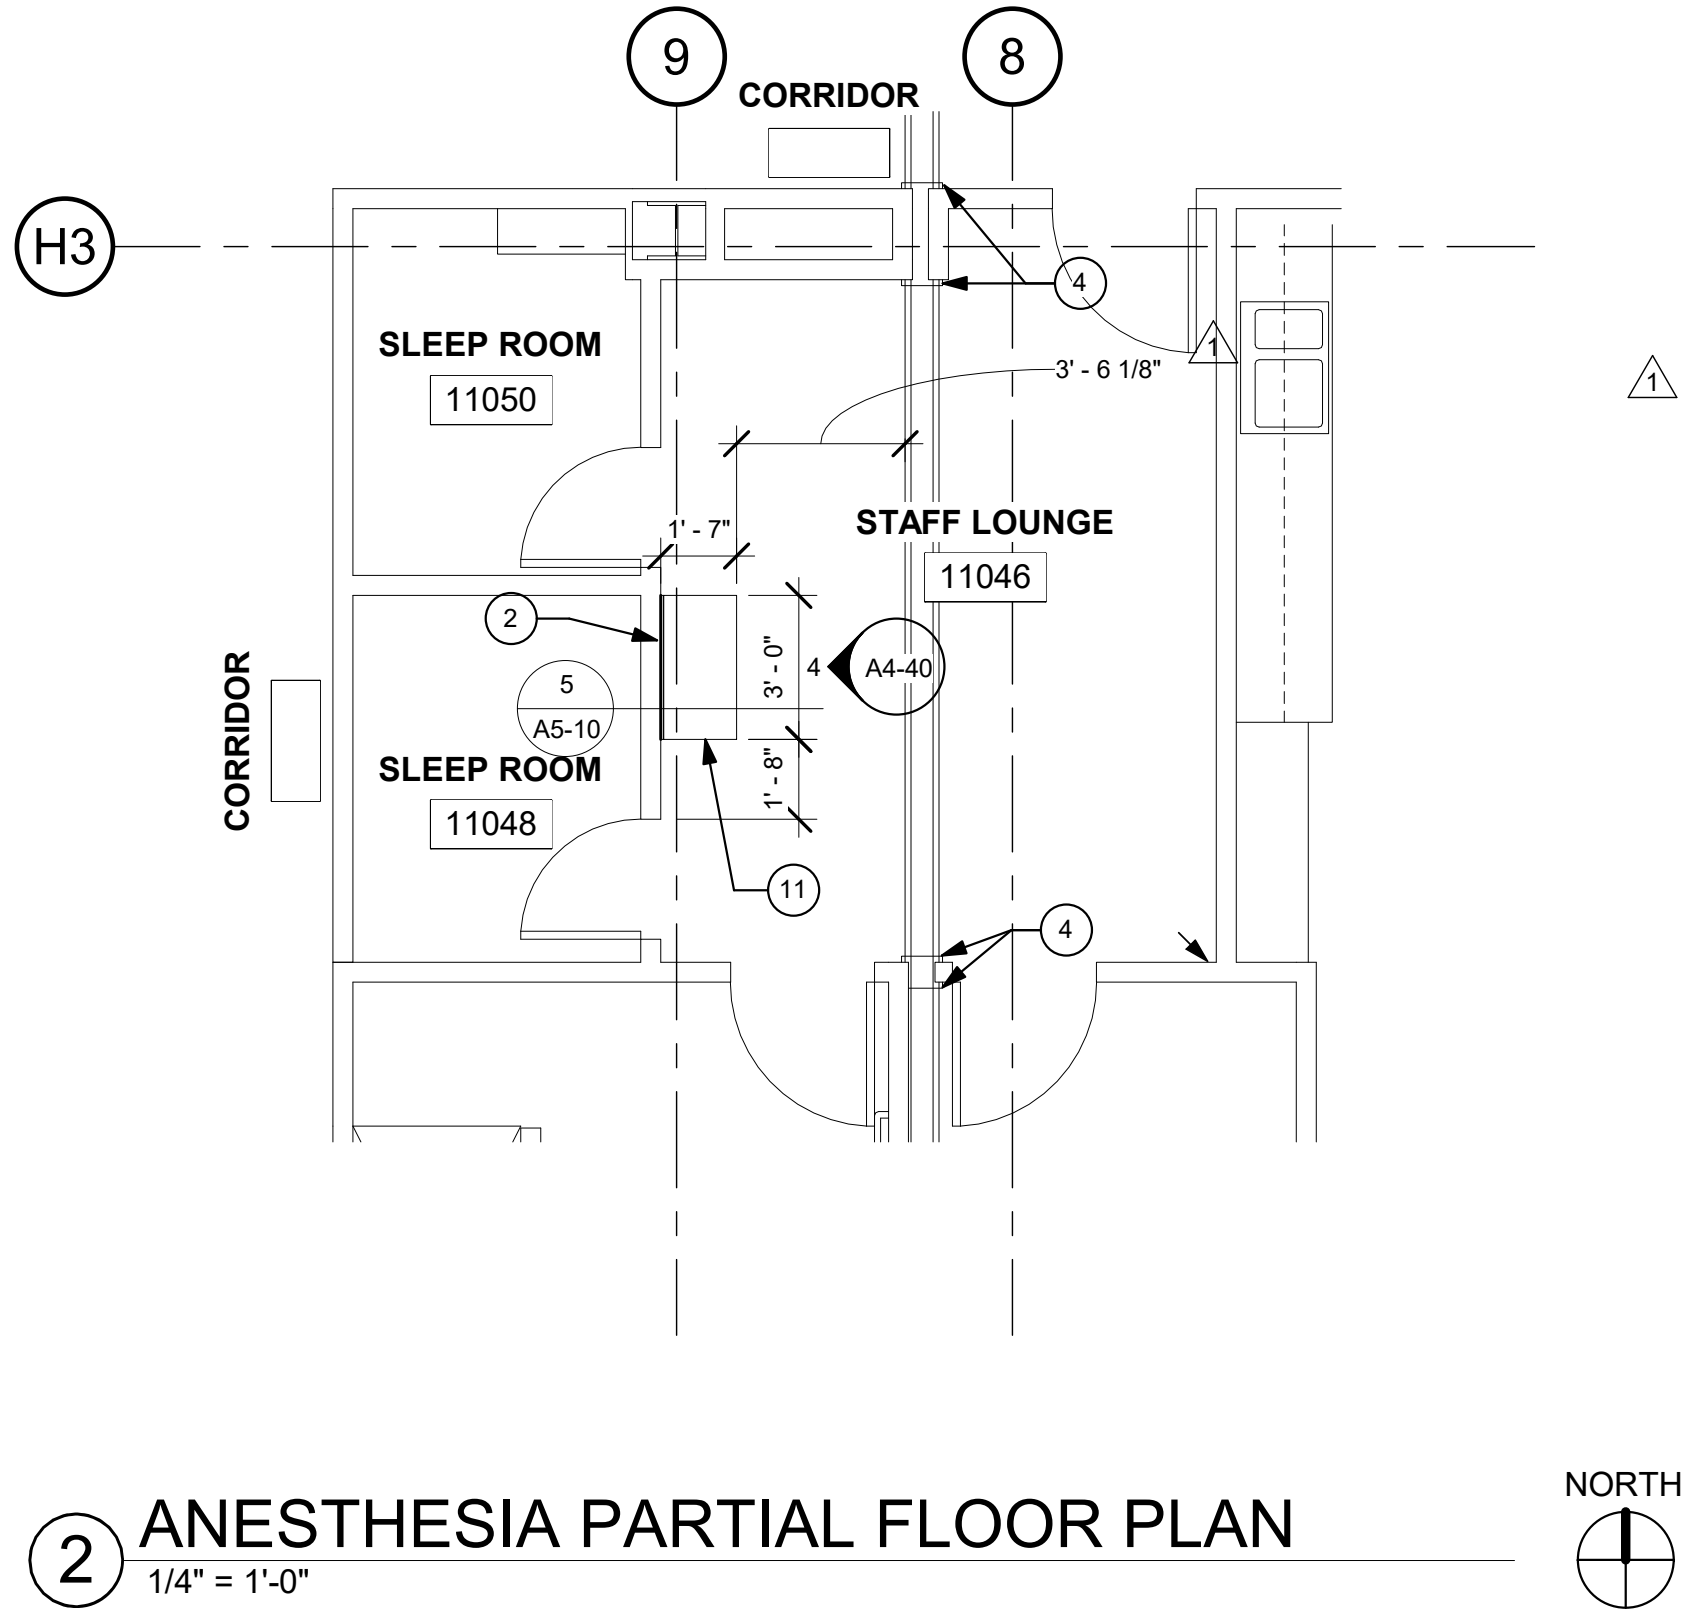 9
8
CORRIDOR
H3
4
SLEEP ROOM
11050
1
3' - 6 1/8"
1
1' - 7"
STAFF LOUNGE
11046
2
3' - 0"
4
A4-40
5
A5-10
CORRIDOR
SLEEP ROOM
11048
1' - 8"
11
4
NORTH
2
ANESTHESIA PARTIAL FLOOR PLAN
1/4" = 1'-0"